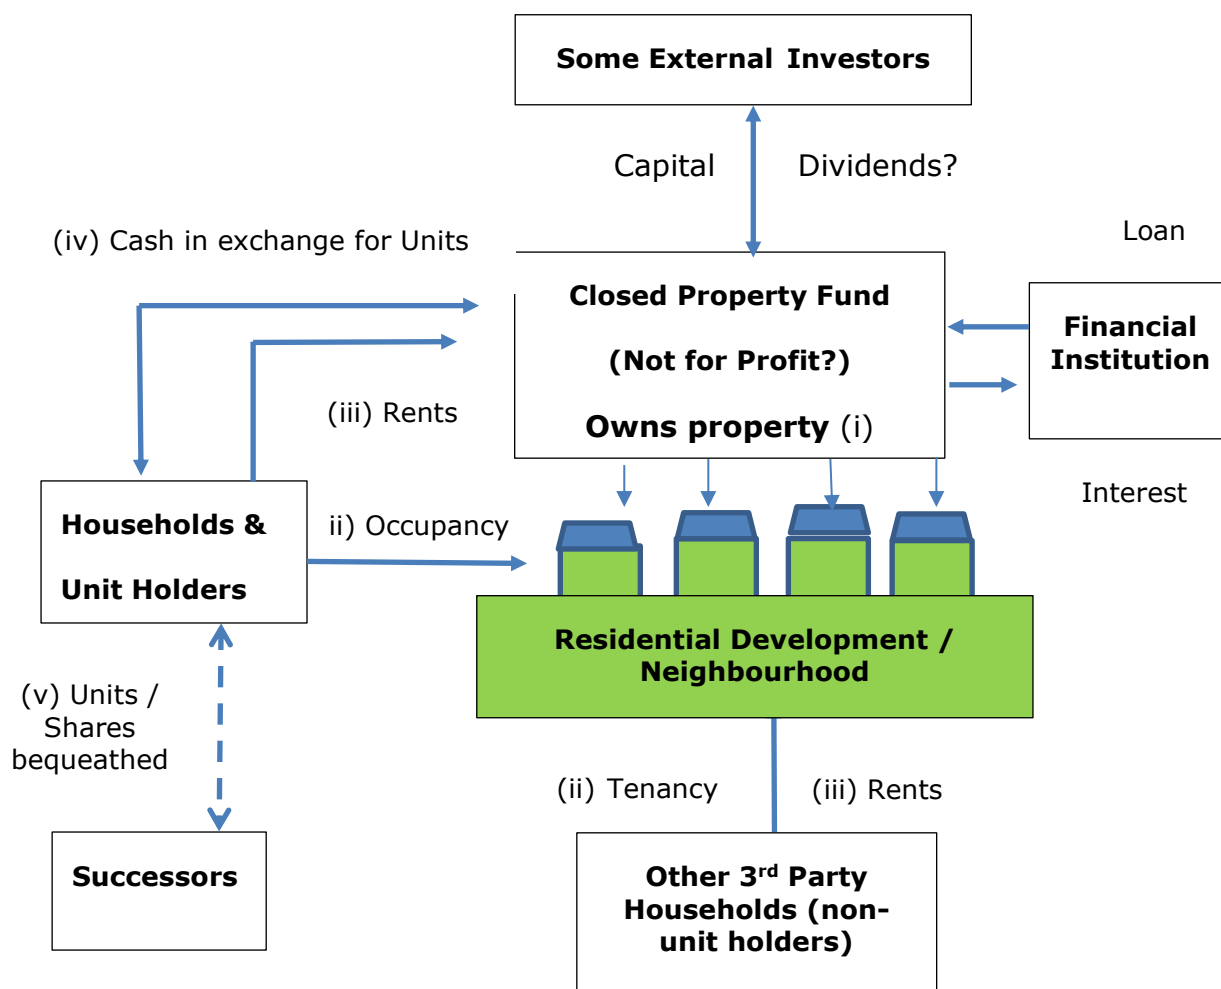 Some External Investors
Capital
Dividends?
(iv) Cash in exchange for Units
Loan
Closed Property Fund
(Not for Profit?)
Owns property (i)
Financial
Institution
(iii) Rents
Interest
Households &
Unit Holders
ii) Occupancy
Residential Development /
Neighbourhood
(v) Units /
Shares
bequeathed
(ii) Tenancy
(iii) Rents
Successors
Other 3rd Party
Households (non-
unit holders)